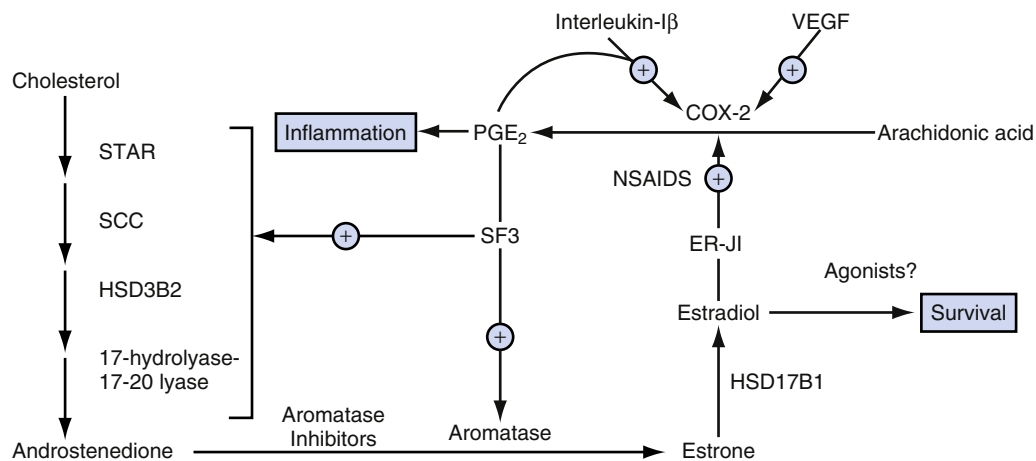 Interleukin-Iβ
VEGF
Cholesterol
COX-2
Inflammation
PGE2
Arachidonic acid
STAR
NSAIDS
SCC
SF3
ER-JI
Agonists?
HSD3B2
Estradiol
Survival
17-hydrolyase-
17-20 lyase
HSD17B1
Aromatase
Inhibitors
Androstenedione
Aromatase
Estrone
+
+
+
+
+